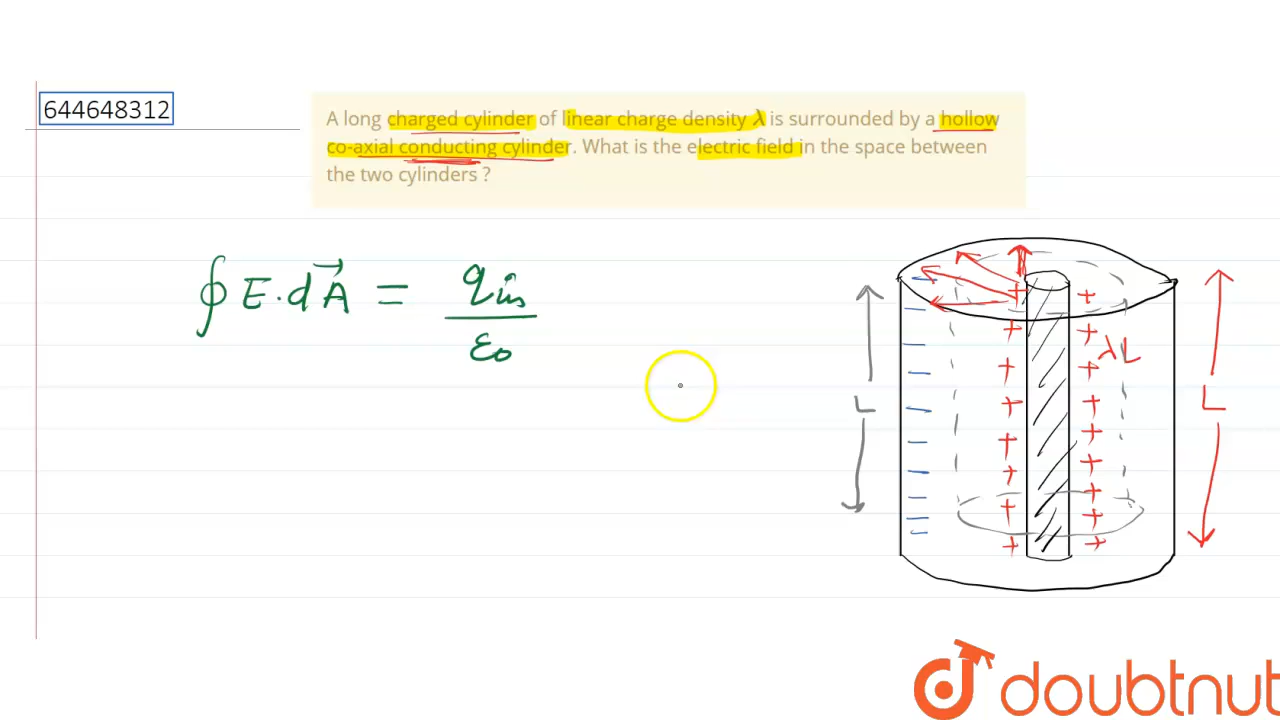 644648312
A long charged cylinder of linear charge density λ is surrounded by a hollow
co-axial conducting cylinder. What is the electric field in the space between
the two cylinders ?
∮ E · dA⃗ = qin / ε0
+ +
+ +
λL
+ +
L + + L
+ +
+ +
+ +
+ +
+ +
+ +
doubtnut